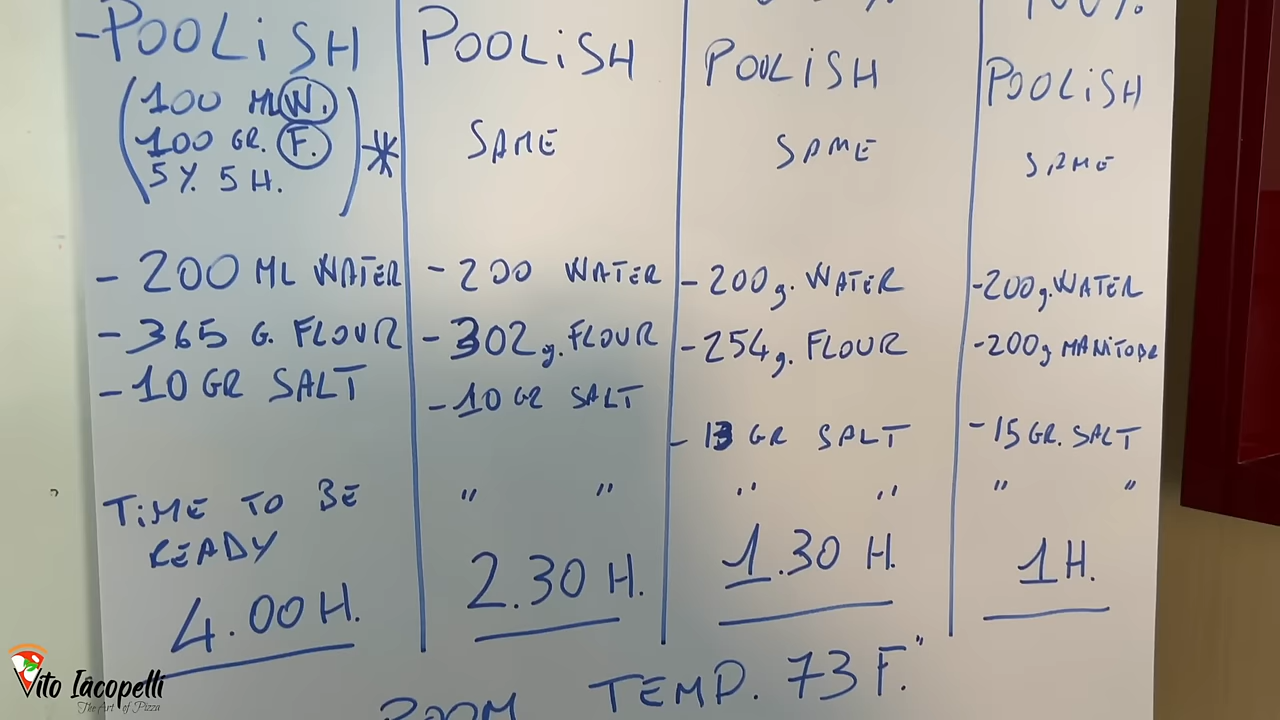 -POOLiSH
(100 ML W.
100 GR. F.
5 Y. 5 H.) *
- 200 ML WATER
- 365 G. FLOUR
- 10 GR SALT
TiME TO BE
READY
4.00 H.
POOLiSH
SAME
- 200 WATER
- 302 g. FLOUR
- 10 GR SALT
" "
2.30 H.
%
POOLiSH
SAME
- 200 g. WATER
- 254 g. FLOUR
- 13 GR SALT
" "
1.30 H.
100%
POOLiSH
SAME
- 200 g. WATER
- 200 g MANiTOBA
- 15 GR. SALT
" "
1 H.
ROOM TEMP. 73 F."
Vito Iacopelli
The Art of Pizza